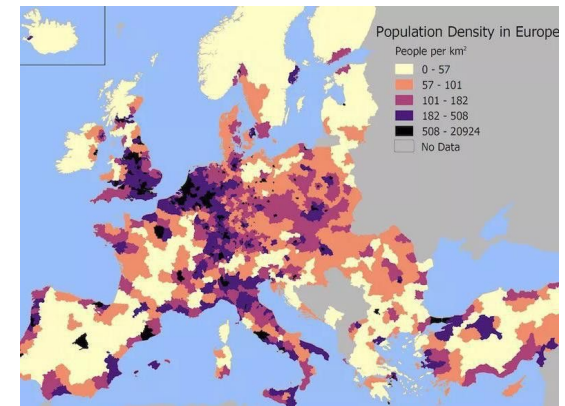 Population Density in Europe
People per km²
0 - 57
57 - 101
101 - 182
182 - 508
508 - 20924
No Data